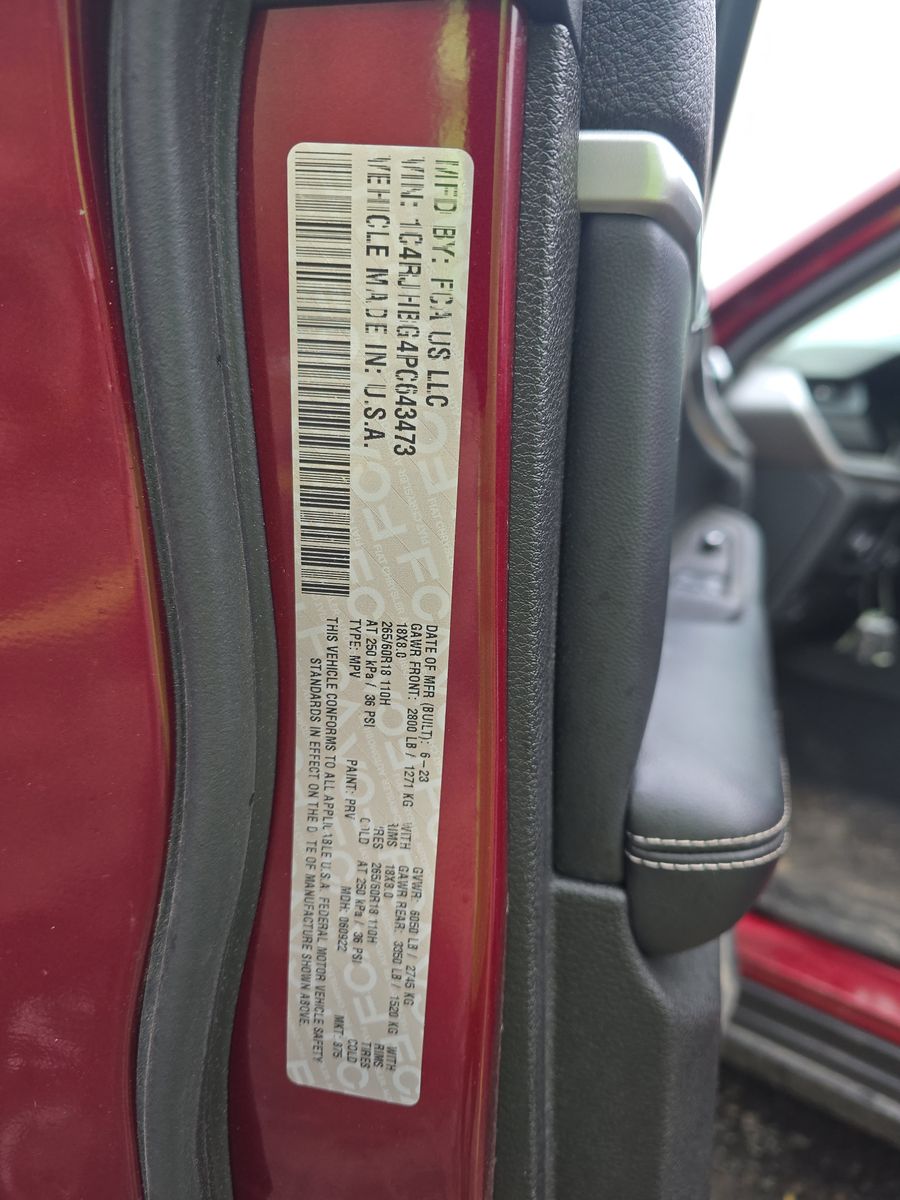 MFD BY: FCA US LLC
VIN: 1C4RJHBG4PC643473
VEHICLE MADE IN: U.S.A.
DATE OF MFR (BUILT): 6-23 GVWR: 6050 LB / 2745 KG
GAWR FRONT: 2800 LB / 1271 KG WITH GAWR REAR: 3350 LB / 1520 KG WITH
18X8.0 RIMS 18X8.0 RIMS
265/60R18 110H TIRES 265/60R18 110H TIRES
AT 250 kPa / 36 PSI COLD AT 250 kPa / 36 PSI COLD
TYPE: MPV PAINT: PRV MDH: 060922 MKT: 975
THIS VEHICLE CONFORMS TO ALL APPLICABLE U.S.A. FEDERAL MOTOR VEHICLE SAFETY
STANDARDS IN EFFECT ON THE DATE OF MANUFACTURE SHOWN ABOVE.